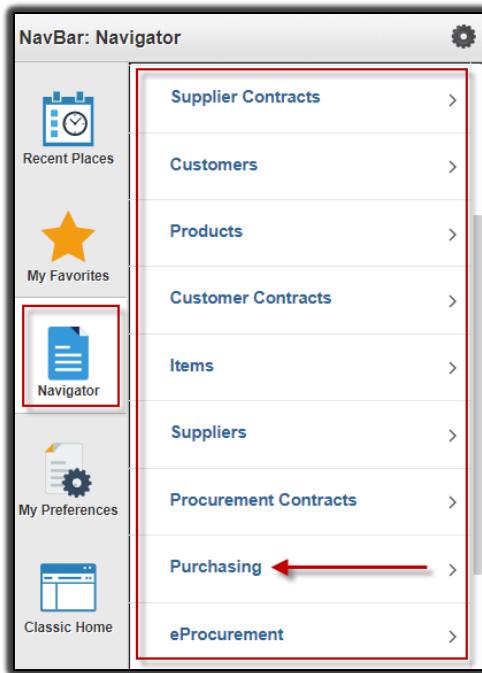 NavBar: Navigator
Recent Places
My Favorites
Navigator
My Preferences
Classic Home
Supplier Contracts
Customers
Products
Customer Contracts
Items
Suppliers
Procurement Contracts
Purchasing
eProcurement